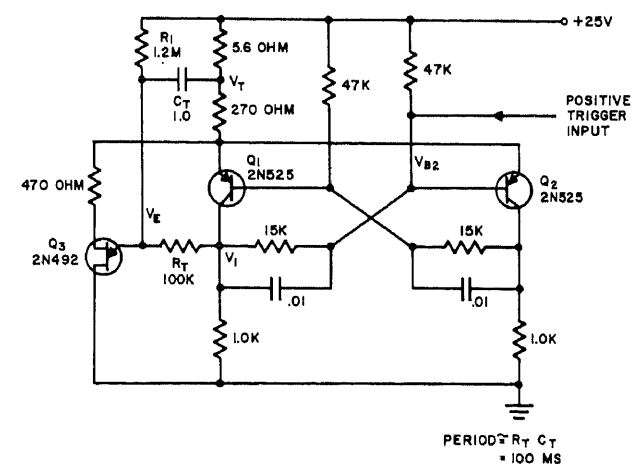 +25V
R1
1.2M
5.6 OHM
CT
1.0
VT
270 OHM
47K
47K
POSITIVE
TRIGGER
INPUT
470 OHM
Q1
2N525
VB2
Q2
2N525
VE
Q3
2N492
RT
100K
V1
15K
15K
.01
.01
1.0K
1.0K
PERIOD≅RT CT
= 100 MS